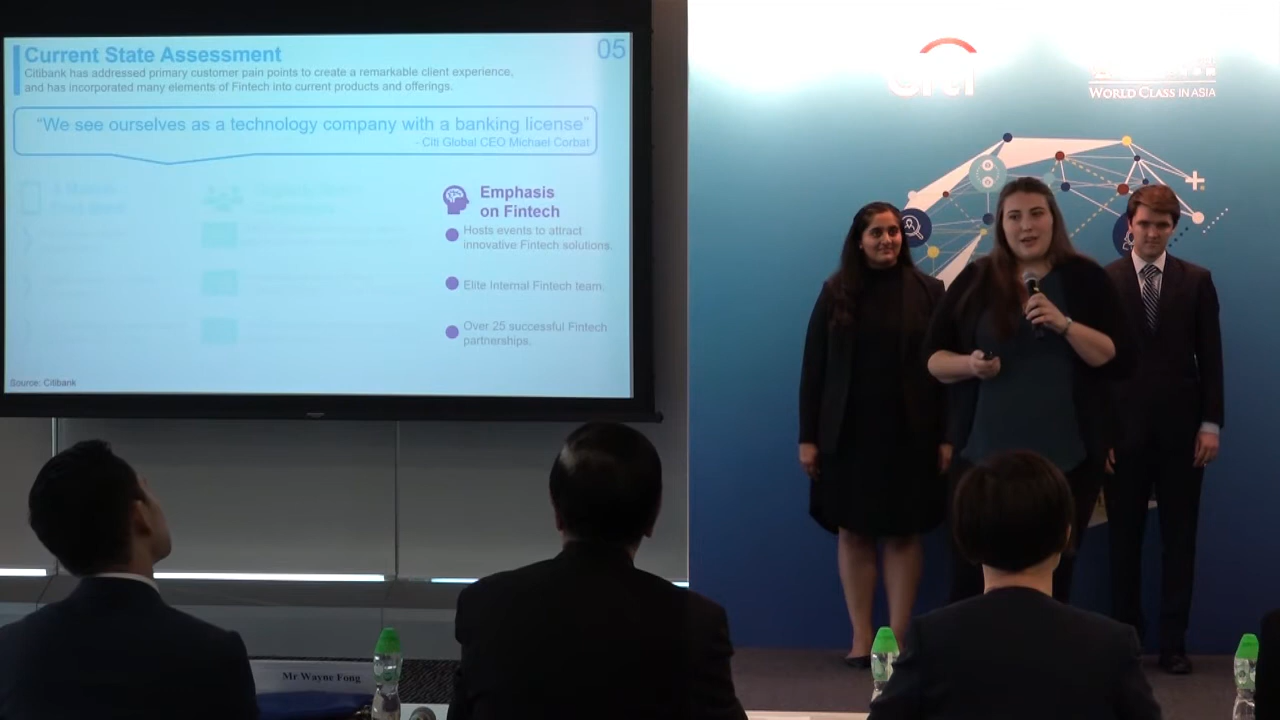 Current State Assessment
05
Citibank has addressed primary customer pain points to create a remarkable client experience,
and has incorporated many elements of Fintech into current products and offerings.
“We see ourselves as a technology company with a banking license”
- Citi Global CEO Michael Corbat
Emphasis
on Fintech
Hosts events to attract
innovative Fintech solutions.
Elite Internal Fintech team.
Over 25 successful Fintech
partnerships.
Source: Citibank
citi
WORLD CLASS IN ASIA
Mr Wayne Fong